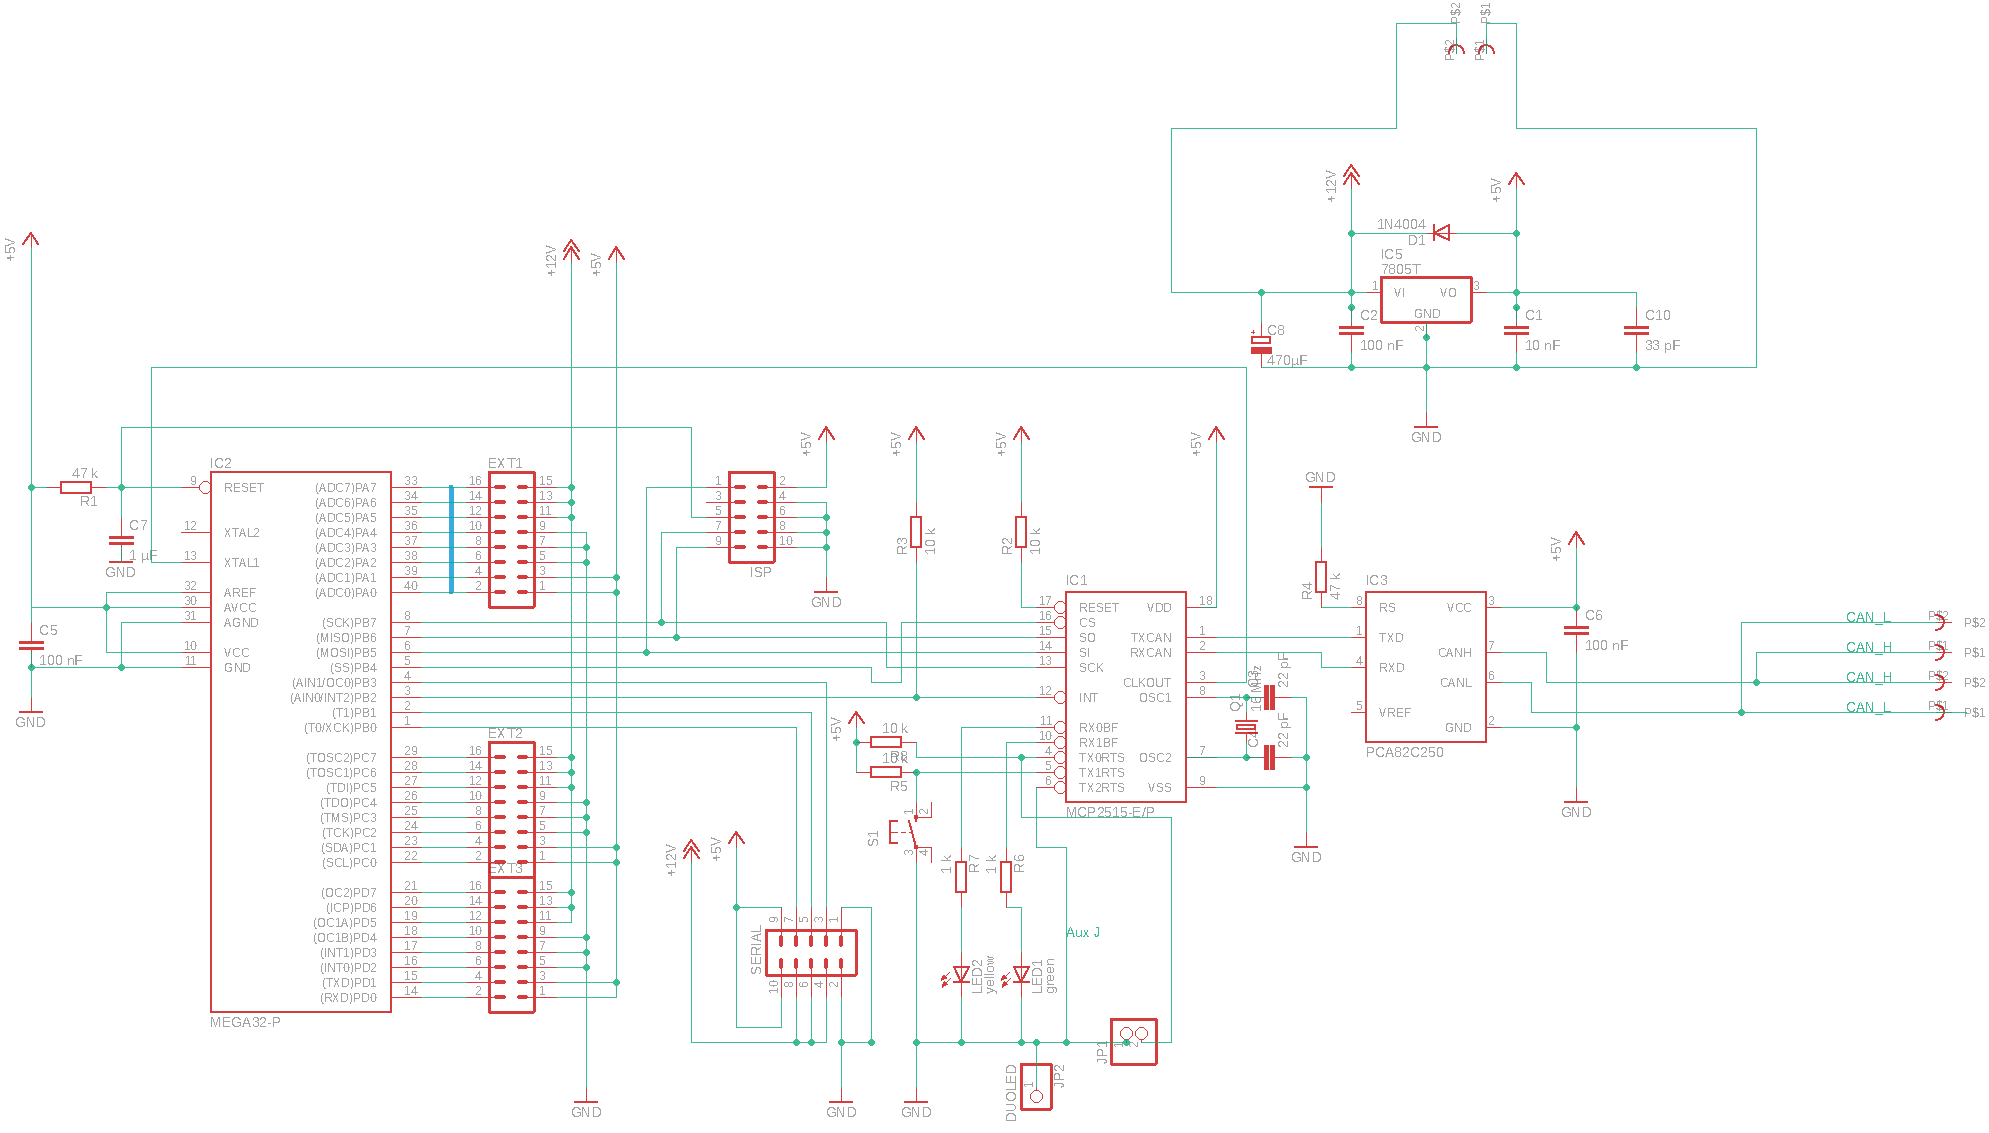 P$2
P$1
P$2
P$1
+12V
+5V
1N4004
D1
IC5
7805T
1
VI
VO
3
GND
2
C8
470µF
C2
100 nF
C1
10 nF
C10
33 pF
GND
+5V
+12V
+5V
47 k
R1
C7
1 µF
GND
C5
100 nF
GND
IC2
9
RESET
12
XTAL2
13
XTAL1
32
AREF
30
AVCC
31
AGND
10
VCC
11
GND
(ADC7)PA7
33
(ADC6)PA6
34
(ADC5)PA5
35
(ADC4)PA4
36
(ADC3)PA3
37
(ADC2)PA2
38
(ADC1)PA1
39
(ADC0)PA0
40
(SCK)PB7
8
(MISO)PB6
7
(MOSI)PB5
6
(SS)PB4
5
(AIN1/OC0)PB3
4
(AIN0/INT2)PB2
3
(T1)PB1
2
(T0/XCK)PB0
1
(TOSC2)PC7
29
(TOSC1)PC6
28
(TDI)PC5
27
(TDO)PC4
26
(TMS)PC3
25
(TCK)PC2
24
(SDA)PC1
23
(SCL)PC0
22
(OC2)PD7
21
(ICP)PD6
20
(OC1A)PD5
19
(OC1B)PD4
18
(INT1)PD3
17
(INT0)PD2
16
(TXD)PD1
15
(RXD)PD0
14
MEGA32-P
EXT1
16
15
14
13
12
11
10
9
8
7
6
5
4
3
2
1
EXT2
16
15
14
13
12
11
10
9
8
7
6
5
4
3
2
1
EXT3
16
15
14
13
12
11
10
9
8
7
6
5
4
3
2
1
GND
+5V
1
2
3
4
5
6
7
8
9
10
ISP
GND
+5V
R3
10 k
+5V
R2
10 k
+5V
IC1
17
RESET
16
CS
15
SO
14
SI
13
SCK
12
INT
11
RX0BF
10
RX1BF
4
TX0RTS
5
TX1RTS
6
TX2RTS
VDD
18
TXCAN
1
RXCAN
2
CLKOUT
3
OSC1
8
OSC2
7
VSS
9
MCP2515-E/P
Q1
22 pF
22 pF
GND
GND
R4
47 k
IC3
8
RS
1
TXD
4
RXD
5
VREF
VCC
3
CANH
7
CANL
6
GND
2
PCA82C250
+5V
C6
100 nF
GND
CAN_L
P$2
P$2
CAN_H
P$1
P$1
CAN_H
P$2
P$2
CAN_L
P$1
P$1
+5V
10 k
R8
10 k
R5
S1
1
2
3
4
1 k
R7
1 k
R6
LED2
yellow
LED1
green
Aux J
+12V
+5V
SERIAL
9
7
5
3
1
10
8
6
4
2
GND
GND
DUOLED
1
JP2
JP1
1
2